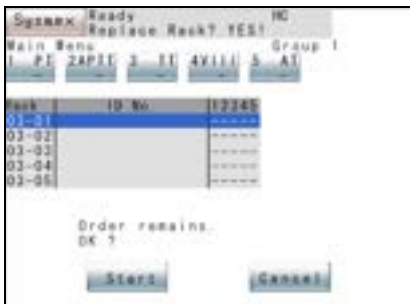 Sysmex Ready HC
Replace Rack? YES!
Main Menu Group 1
1 PT 2APTT 3 TT 4VIII 5 AT
Rack ID No 12345
03-01 -----
03-02 -----
03-03 -----
03-04 -----
03-05 -----
Order remains.
OK ?
Start Cancel